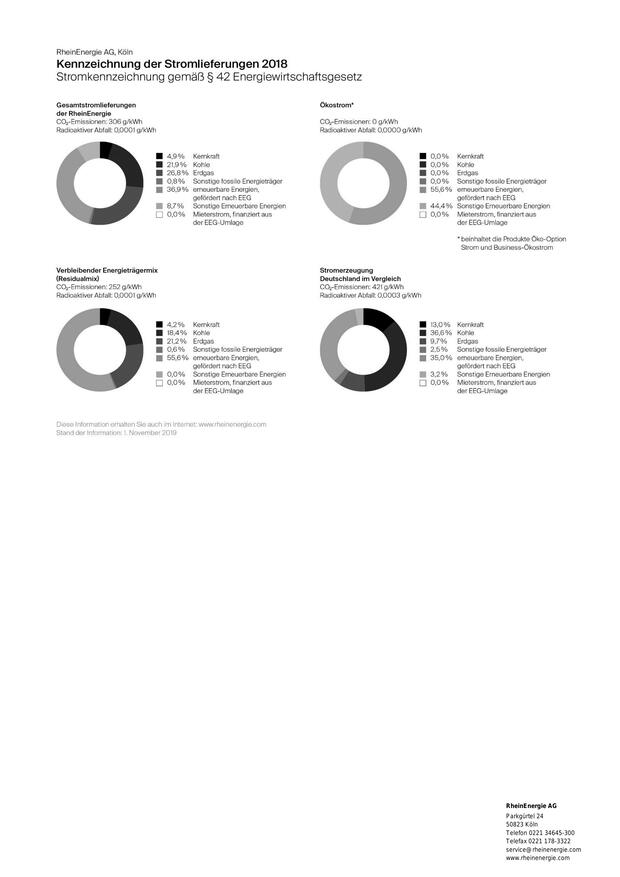 RheinEnergie AG, Köln
Kennzeichnung der Stromlieferungen 2018
Stromkennzeichnung gemäß § 42 Energiewirtschaftsgesetz
Gesamtstromlieferungen
der RheinEnergie
CO₂-Emissionen: 306 g/kWh
Radioaktiver Abfall: 0,0001 g/kWh
4,9% Kernkraft
21,9% Kohle
26,8% Erdgas
0,8% Sonstige fossile Energieträger
36,9% erneuerbare Energien,
gefördert nach EEG
8,7% Sonstige Erneuerbare Energien
0,0% Mieterstrom, finanziert aus
der EEG-Umlage
Ökostrom*
CO₂-Emissionen: 0 g/kWh
Radioaktiver Abfall: 0,0000 g/kWh
0,0% Kernkraft
0,0% Kohle
0,0% Erdgas
0,0% Sonstige fossile Energieträger
55,6% erneuerbare Energien,
gefördert nach EEG
44,4% Sonstige Erneuerbare Energien
0,0% Mieterstrom, finanziert aus
der EEG-Umlage
* beinhaltet die Produkte Öko-Option
Strom und Business-Ökostrom
Verbleibender Energieträgermix
(Residualmix)
CO₂-Emissionen: 252 g/kWh
Radioaktiver Abfall: 0,0001 g/kWh
4,2% Kernkraft
18,4% Kohle
21,2% Erdgas
0,6% Sonstige fossile Energieträger
55,6% erneuerbare Energien,
gefördert nach EEG
0,0% Sonstige Erneuerbare Energien
0,0% Mieterstrom, finanziert aus
der EEG-Umlage
Stromerzeugung
Deutschland im Vergleich
CO₂-Emissionen: 421 g/kWh
Radioaktiver Abfall: 0,0003 g/kWh
13,0% Kernkraft
36,6% Kohle
9,7% Erdgas
2,5% Sonstige fossile Energieträger
35,0% erneuerbare Energien,
gefördert nach EEG
3,2% Sonstige Erneuerbare Energien
0,0% Mieterstrom, finanziert aus
der EEG-Umlage
Diese Information erhalten Sie auch im Internet: www.rheinenergie.com
Stand der Information: 1. November 2019
RheinEnergie AG
Parkgürtel 24
50823 Köln
Telefon 0221 34645-300
Telefax 0221 178-3322
service@rheinenergie.com
www.rheinenergie.com